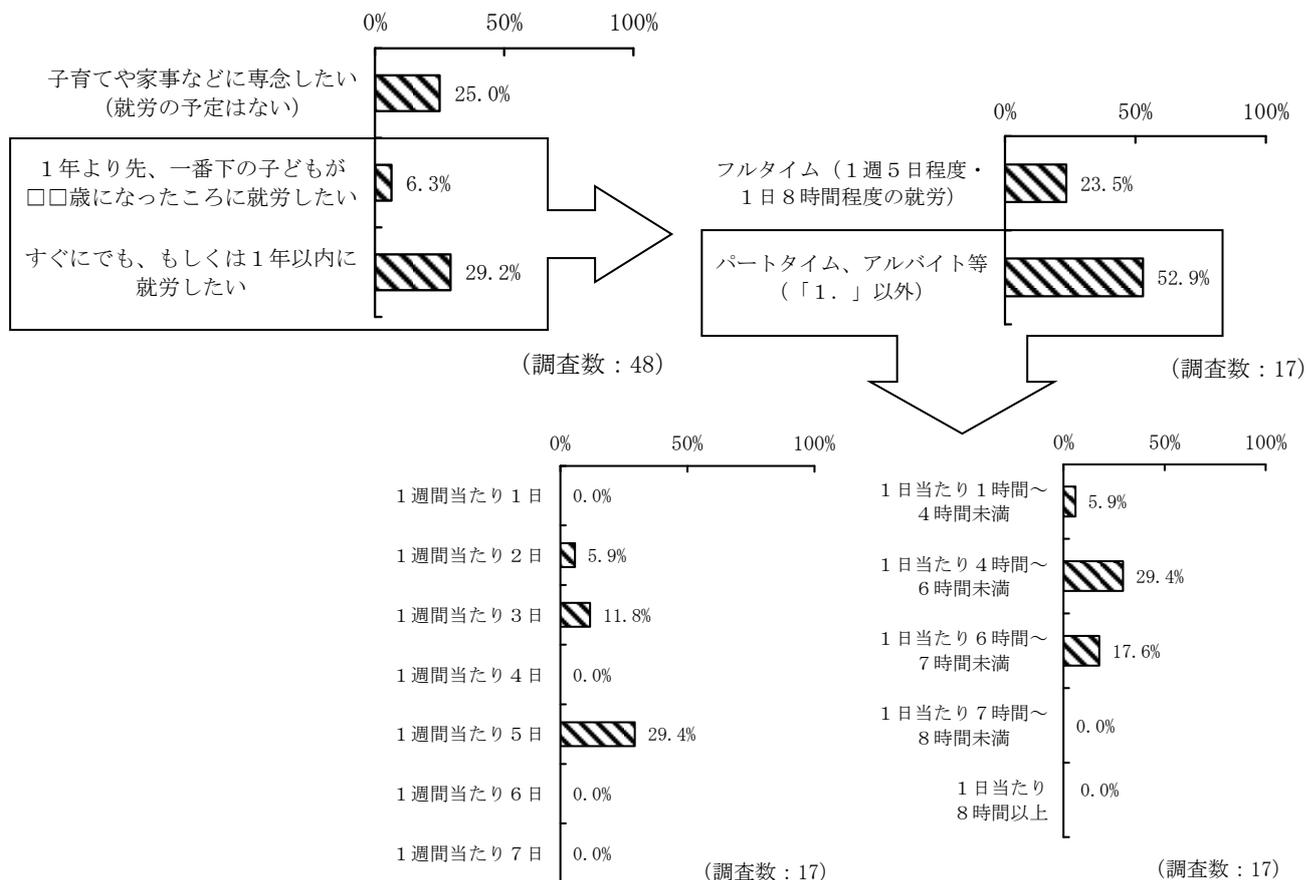 0% 50% 100%
子育てや家事などに専念したい
(就労の予定はない)
25.0%
1年より先、一番下の子どもが
□□歳になったころに就労したい
6.3%
すぐにでも、もしくは1年以内に
就労したい
29.2%
(調査数:48)
0% 50% 100%
フルタイム(1週5日程度・
1日8時間程度の就労)
23.5%
パートタイム、アルバイト等
(「1.」以外)
52.9%
(調査数:17)
0% 50% 100%
1週間当たり1日 0.0%
1週間当たり2日 5.9%
1週間当たり3日 11.8%
1週間当たり4日 0.0%
1週間当たり5日 29.4%
1週間当たり6日 0.0%
1週間当たり7日 0.0%
(調査数:17)
0% 50% 100%
1日当たり1時間~
4時間未満
5.9%
1日当たり4時間~
6時間未満
29.4%
1日当たり6時間~
7時間未満
17.6%
1日当たり7時間~
8時間未満
0.0%
1日当たり
8時間以上
0.0%
(調査数:17)